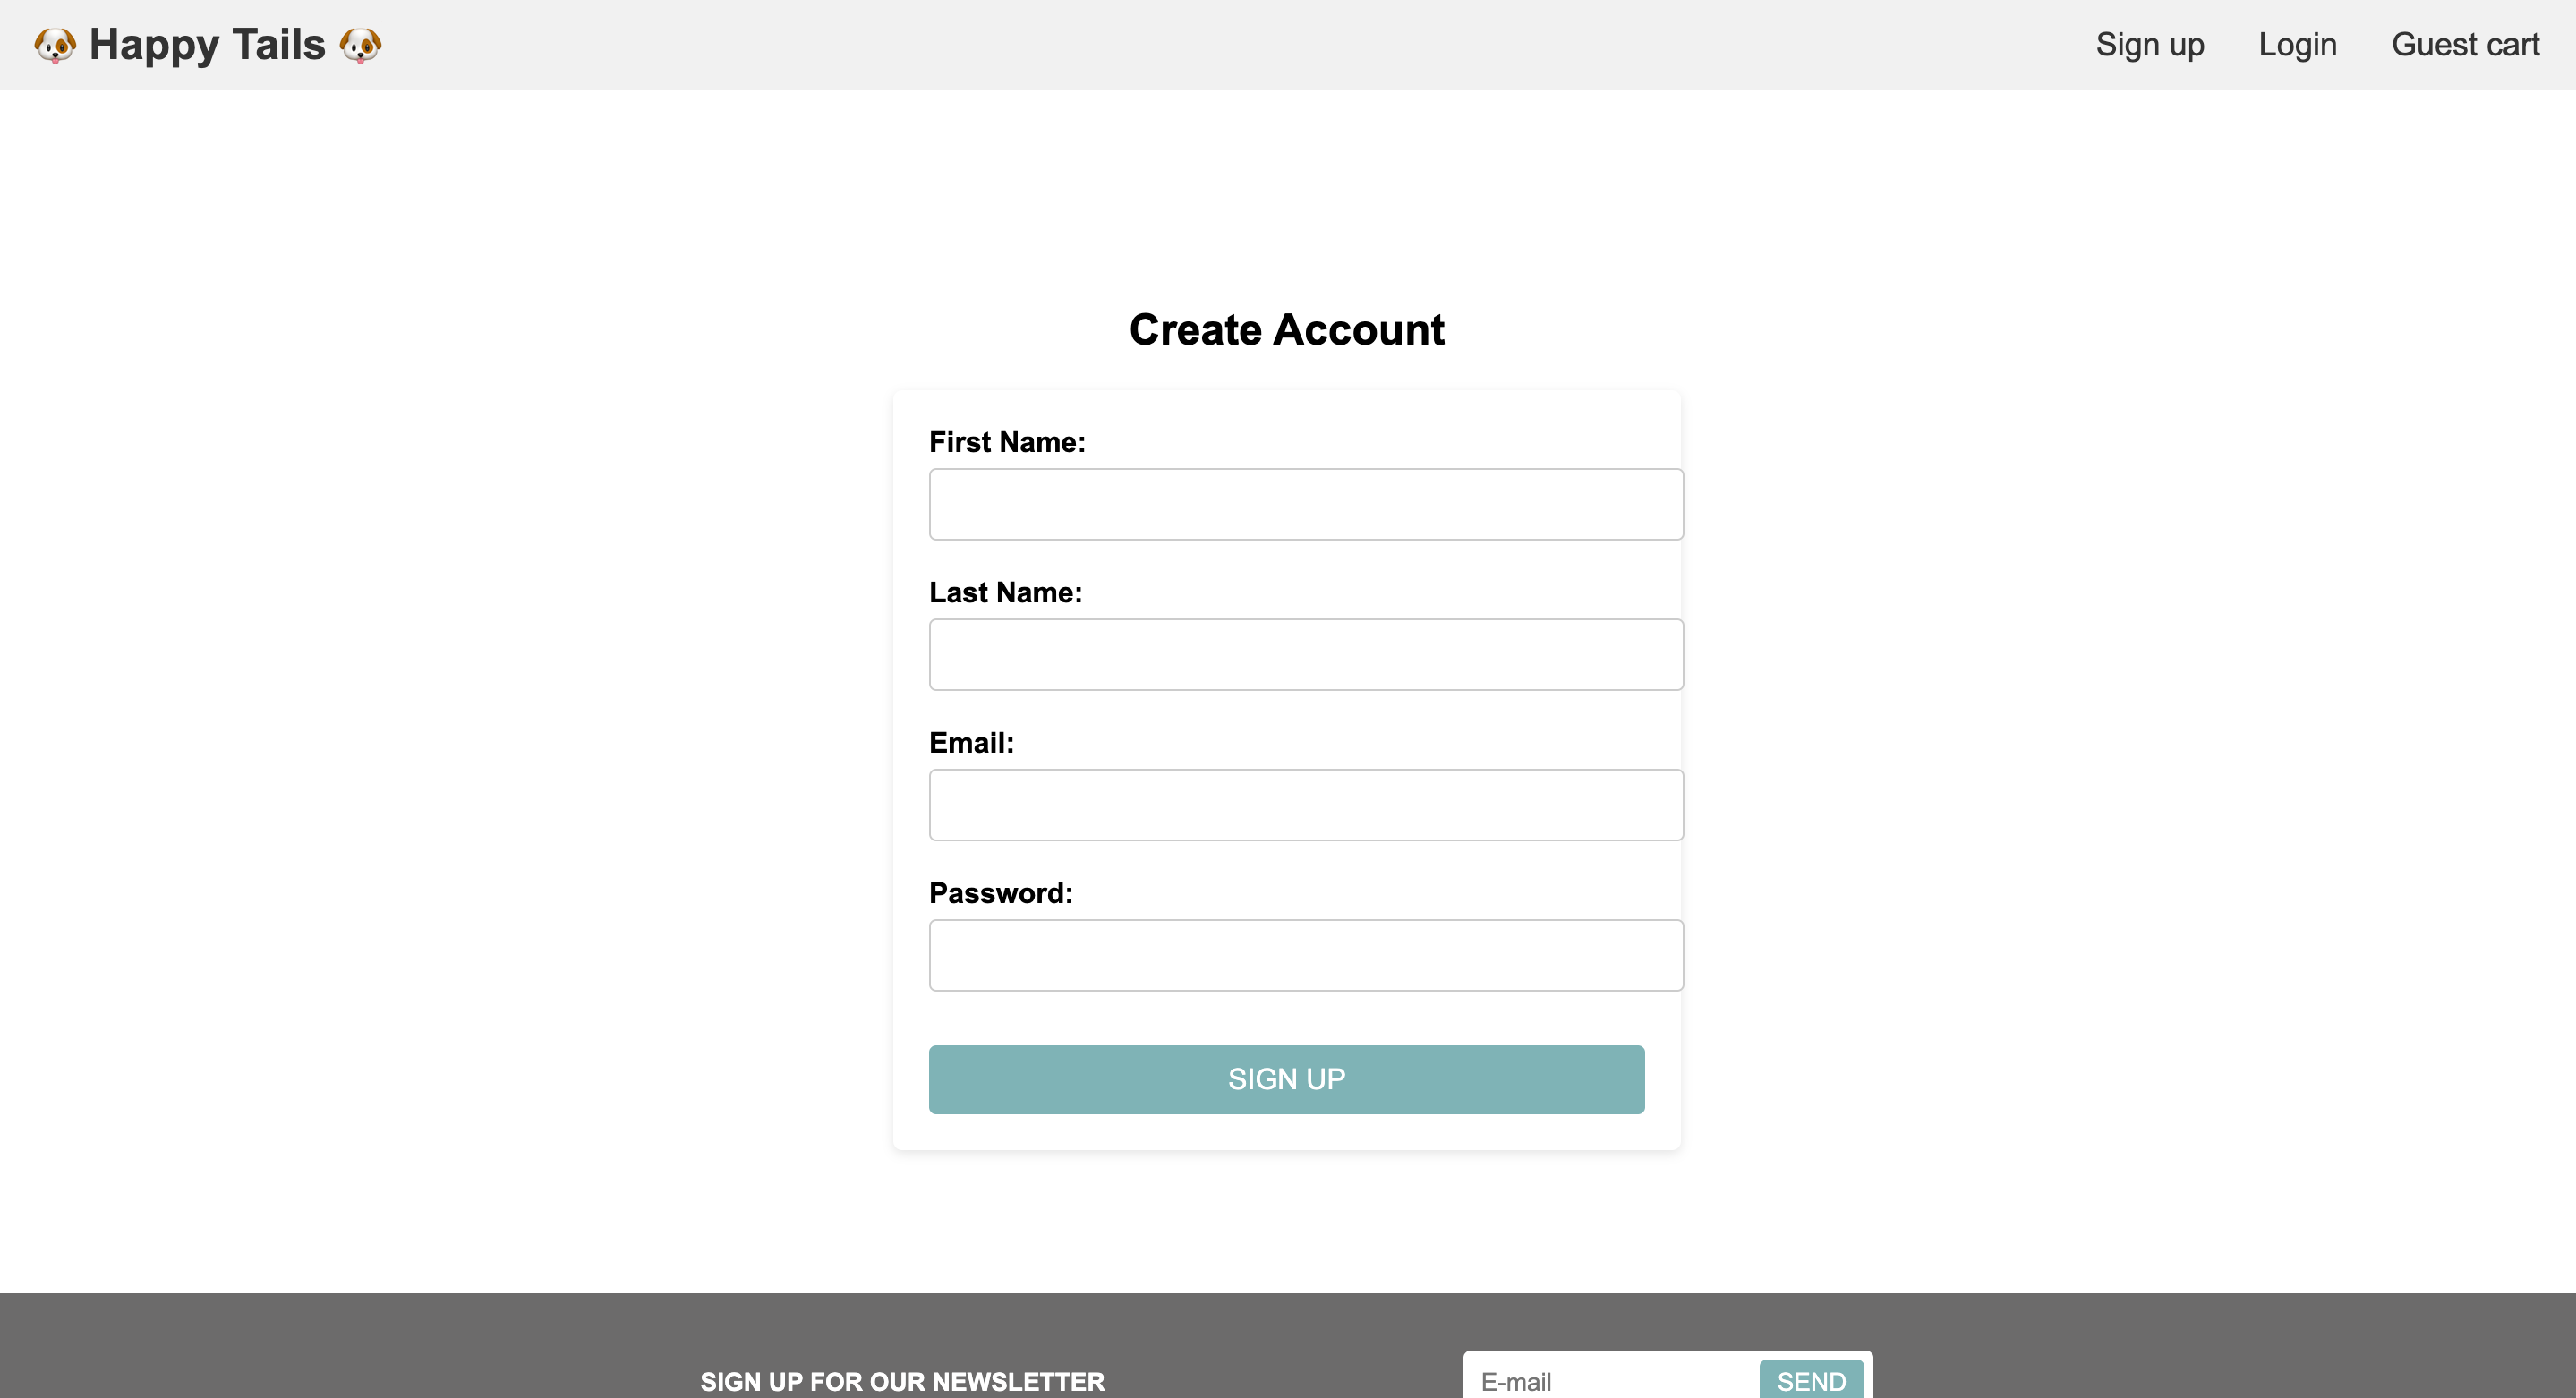 🐶 Happy Tails 🐶
Sign up Login Guest cart
Create Account
First Name:
Last Name:
Email:
Password:
SIGN UP
SIGN UP FOR OUR NEWSLETTER
E-mail SEND